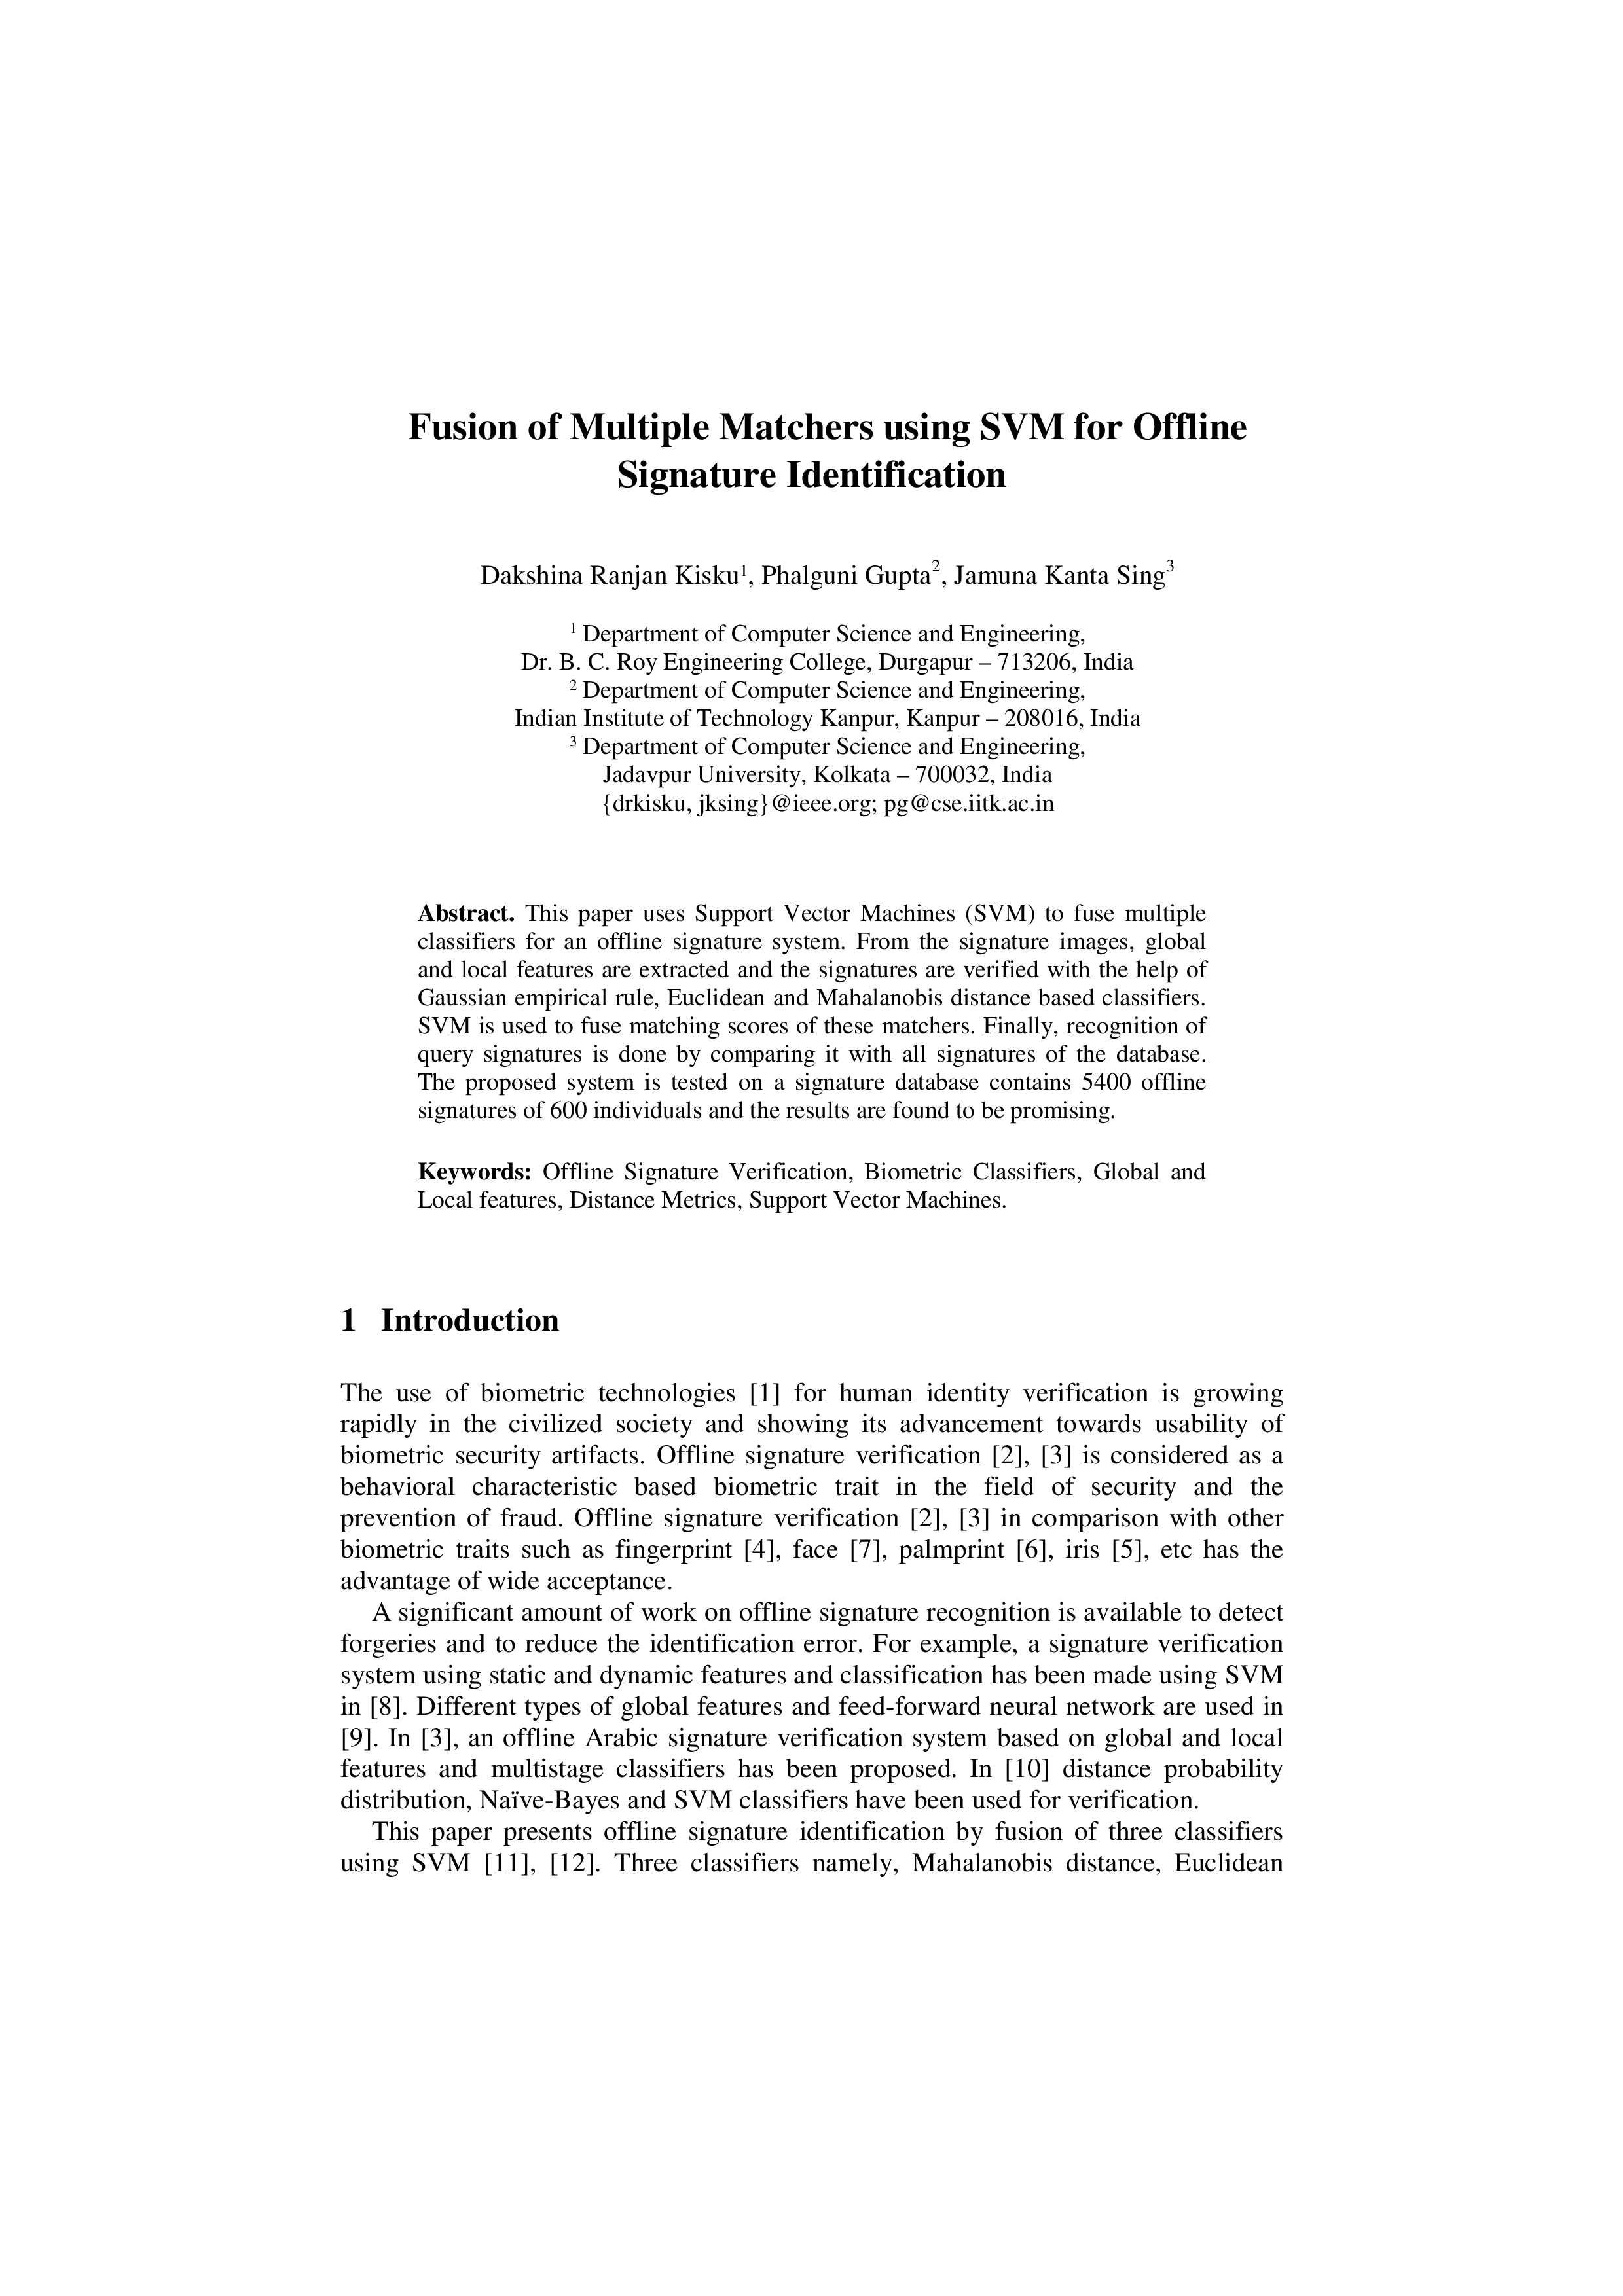 Fusion of Multiple Matchers using SVM for Offline
Signature Identification
Dakshina Ranjan Kisku¹, Phalguni Gupta², Jamuna Kanta Sing³
¹ Department of Computer Science and Engineering,
Dr. B. C. Roy Engineering College, Durgapur – 713206, India
² Department of Computer Science and Engineering,
Indian Institute of Technology Kanpur, Kanpur – 208016, India
³ Department of Computer Science and Engineering,
Jadavpur University, Kolkata – 700032, India
{drkisku, jksing}@ieee.org; pg@cse.iitk.ac.in
Abstract. This paper uses Support Vector Machines (SVM) to fuse multiple
classifiers for an offline signature system. From the signature images, global
and local features are extracted and the signatures are verified with the help of
Gaussian empirical rule, Euclidean and Mahalanobis distance based classifiers.
SVM is used to fuse matching scores of these matchers. Finally, recognition of
query signatures is done by comparing it with all signatures of the database.
The proposed system is tested on a signature database contains 5400 offline
signatures of 600 individuals and the results are found to be promising.
Keywords: Offline Signature Verification, Biometric Classifiers, Global and
Local features, Distance Metrics, Support Vector Machines.
1 Introduction
The use of biometric technologies [1] for human identity verification is growing
rapidly in the civilized society and showing its advancement towards usability of
biometric security artifacts. Offline signature verification [2], [3] is considered as a
behavioral characteristic based biometric trait in the field of security and the
prevention of fraud. Offline signature verification [2], [3] in comparison with other
biometric traits such as fingerprint [4], face [7], palmprint [6], iris [5], etc has the
advantage of wide acceptance.
A significant amount of work on offline signature recognition is available to detect
forgeries and to reduce the identification error. For example, a signature verification
system using static and dynamic features and classification has been made using SVM
in [8]. Different types of global features and feed-forward neural network are used in
[9]. In [3], an offline Arabic signature verification system based on global and local
features and multistage classifiers has been proposed. In [10] distance probability
distribution, Naïve-Bayes and SVM classifiers have been used for verification.
This paper presents offline signature identification by fusion of three classifiers
using SVM [11], [12]. Three classifiers namely, Mahalanobis distance, Euclidean